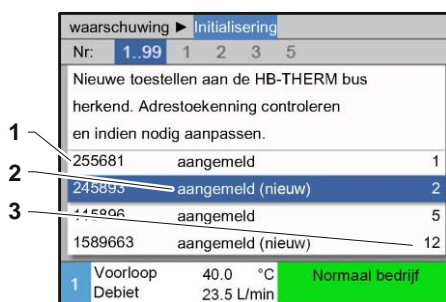 waarschuwing ► Initialisering
Nr: 1..99 1 2 3 5
Nieuwe toestellen aan de HB-THERM bus
herkend. Adrestoekenning controleren
en indien nodig aanpassen.
1
255681 aangemeld 1
2
245893 aangemeld (nieuw) 2
3
115896 aangemeld 5
1589663 aangemeld (nieuw) 12
1 Voorloop 40.0 °C Normaal bedrijf
Debiet 23.5 L/min